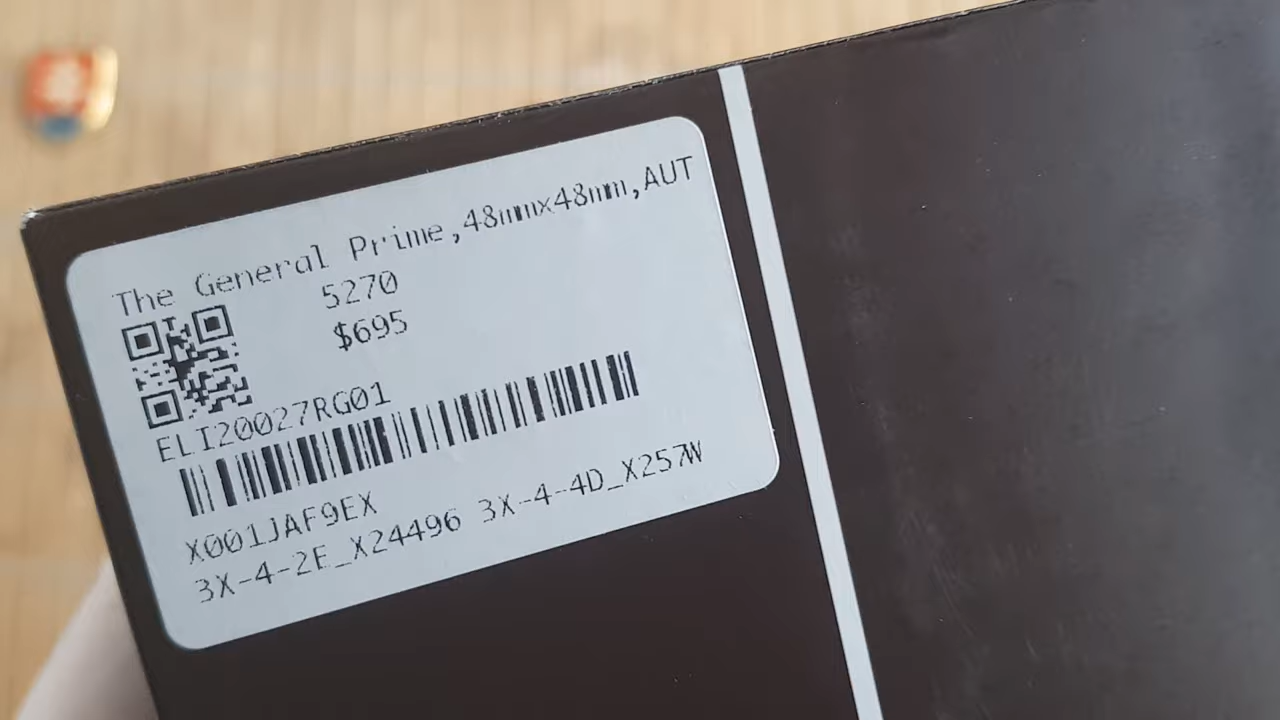 The General Prime,48mmx48mm,AUT
5270
$695
ELI20027RG01
X001JAF9EX
3X-4-2E_X24496 3X-4-4D_X257W